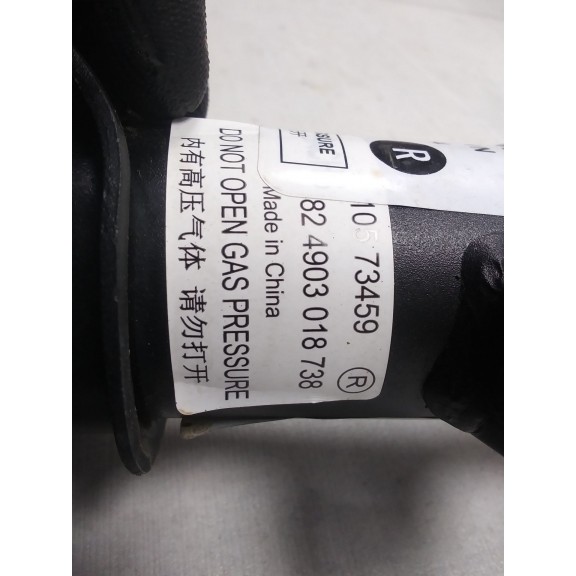 105 73459 Ⓡ
82 4903 018 738
Made in China
DO NOT OPEN GAS PRESSURE
内有高压气体 请勿打开
R